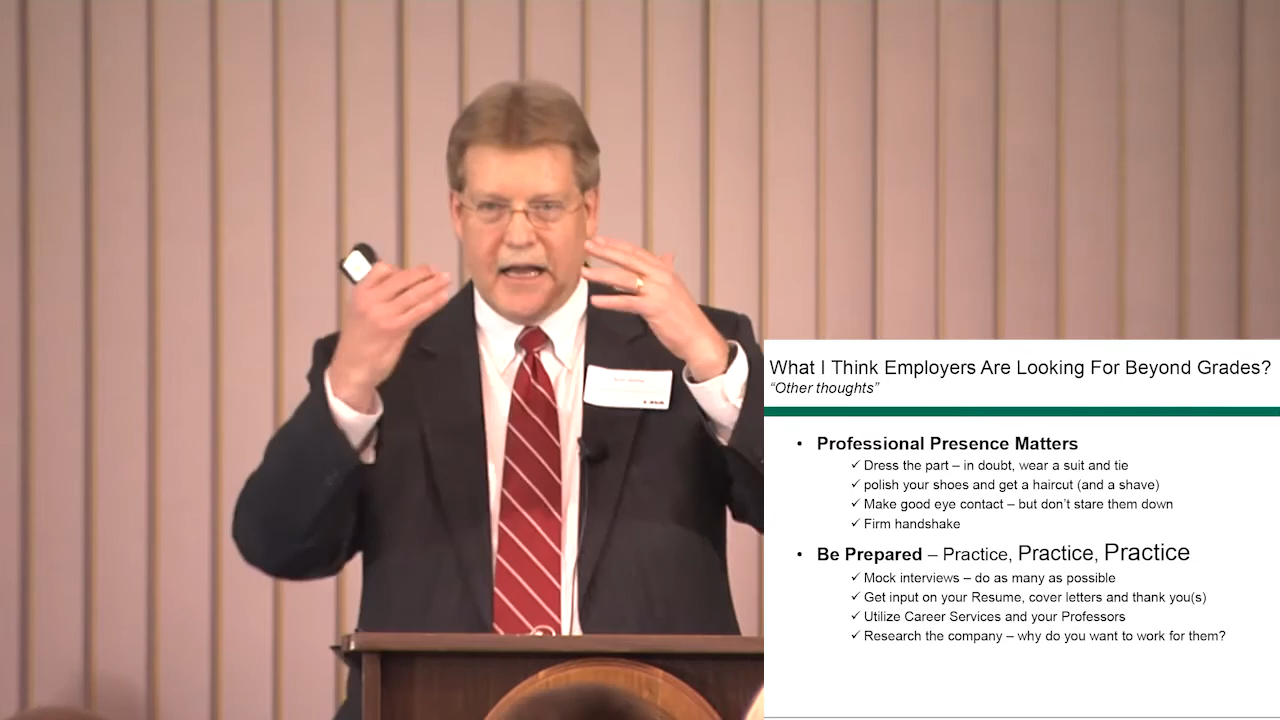 What I Think Employers Are Looking For Beyond Grades?
“Other thoughts”
• Professional Presence Matters
✓ Dress the part – in doubt, wear a suit and tie
✓ polish your shoes and get a haircut (and a shave)
✓ Make good eye contact – but don’t stare them down
✓ Firm handshake
• Be Prepared – Practice, Practice, Practice
✓ Mock interviews – do as many as possible
✓ Get input on your Resume, cover letters and thank you(s)
✓ Utilize Career Services and your Professors
✓ Research the company – why do you want to work for them?